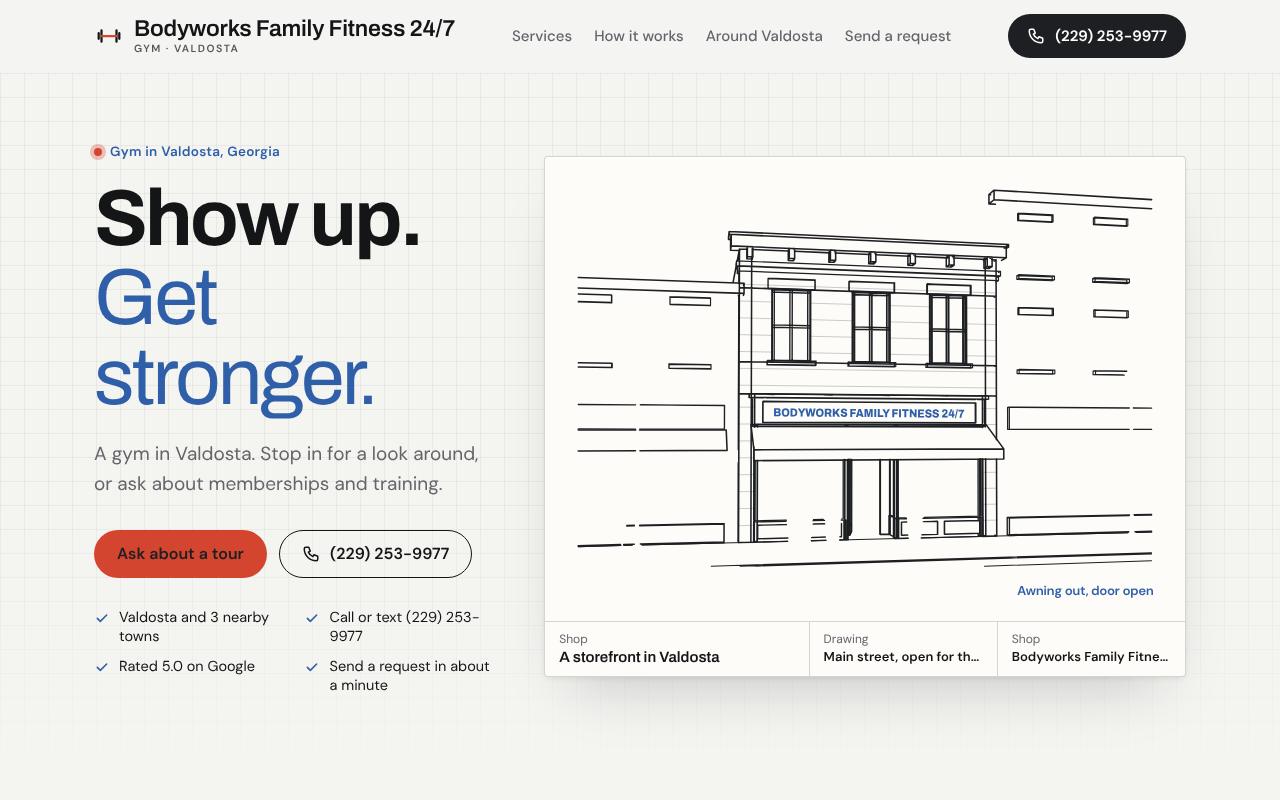 Bodyworks Family Fitness 24/7
GYM · VALDOSTA
Services
How it works
Around Valdosta
Send a request
(229) 253-9977
Gym in Valdosta, Georgia
Show up.
Get
stronger.
A gym in Valdosta. Stop in for a look around,
or ask about memberships and training.
Ask about a tour
(229) 253-9977
Valdosta and 3 nearby
towns
Call or text (229) 253-
9977
Rated 5.0 on Google
Send a request in about
a minute
BODYWORKS FAMILY FITNESS 24/7
Awning out, door open
Shop
A storefront in Valdosta
Drawing
Main street, open for th...
Shop
Bodyworks Family Fitne...